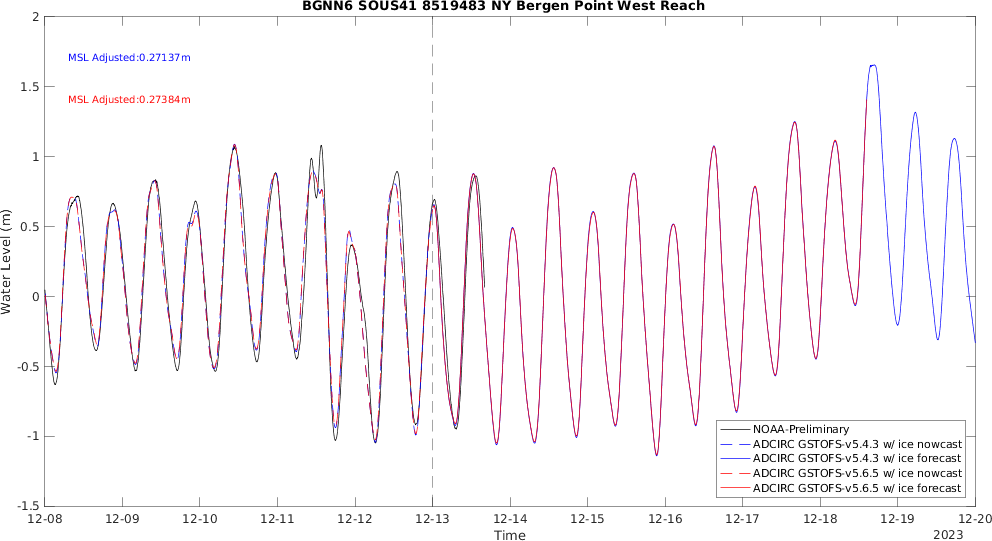 BGNN6 SOUS41 8519483 NY Bergen Point West Reach
2
1.5
1
0.5
0
-0.5
-1
-1.5
Water Level (m)
MSL Adjusted:0.27137m
MSL Adjusted:0.27384m
NOAA-Preliminary
ADCIRC GSTOFS-v5.4.3 w/ ice nowcast
ADCIRC GSTOFS-v5.4.3 w/ ice forecast
ADCIRC GSTOFS-v5.6.5 w/ ice nowcast
ADCIRC GSTOFS-v5.6.5 w/ ice forecast
12-08 12-09 12-10 12-11 12-12 12-13 12-14 12-15 12-16 12-17 12-18 12-19 12-20
Time
2023